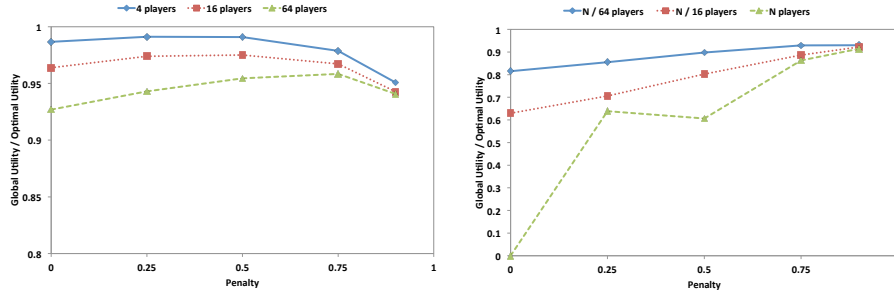 4 players 16 players 64 players
1
0.95
0.9
0.85
0.8
Global Utility / Optimal Utility
0 0.25 0.5 0.75 1
Penalty
N / 64 players N / 16 players N players
1
0.9
0.8
0.7
0.6
0.5
0.4
0.3
0.2
0.1
0
Global Utility / Optimal Utility
0 0.25 0.5 0.75
Penalty